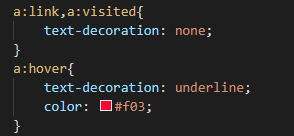 a:link,a:visited{
    text-decoration: none;
}
a:hover{
    text-decoration: underline;
    color: #f03;
}